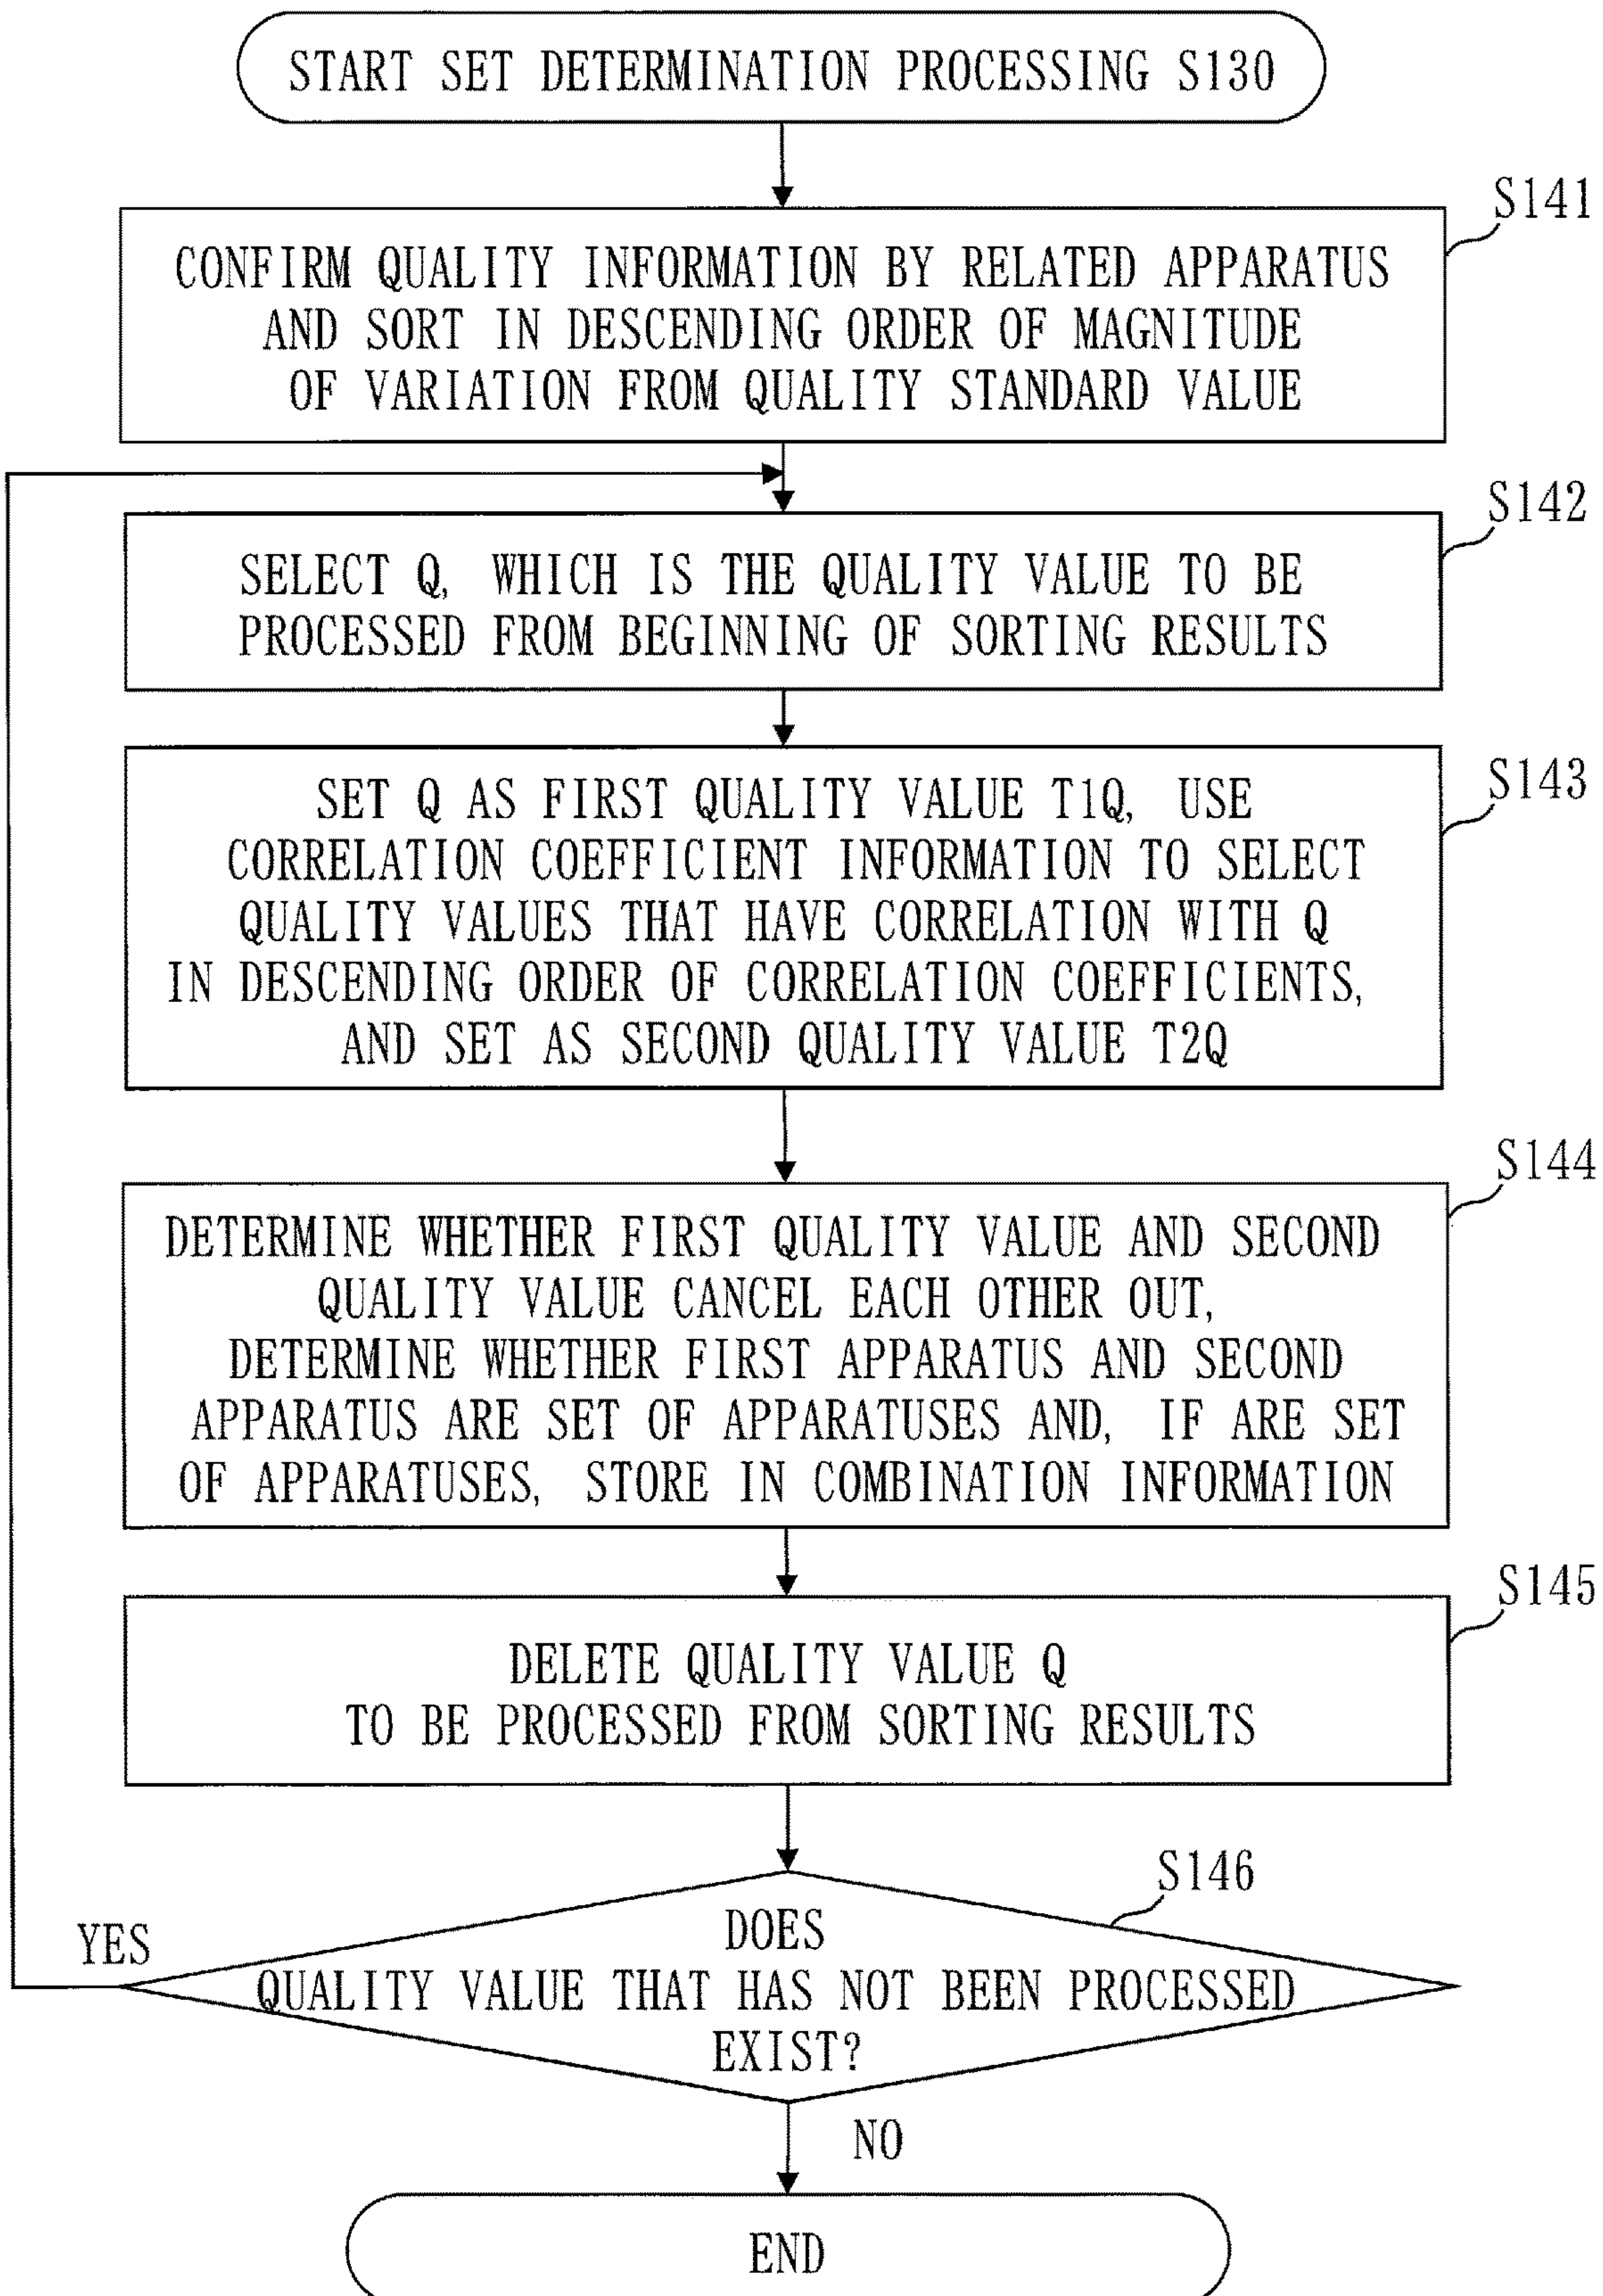 START SET DETERMINATION PROCESSING S130
S141
CONFIRM QUALITY INFORMATION BY RELATED APPARATUS
AND SORT IN DESCENDING ORDER OF MAGNITUDE
OF VARIATION FROM QUALITY STANDARD VALUE
S142
SELECT Q, WHICH IS THE QUALITY VALUE TO BE
PROCESSED FROM BEGINNING OF SORTING RESULTS
S143
SET Q AS FIRST QUALITY VALUE T1Q, USE
CORRELATION COEFFICIENT INFORMATION TO SELECT
QUALITY VALUES THAT HAVE CORRELATION WITH Q
IN DESCENDING ORDER OF CORRELATION COEFFICIENTS,
AND SET AS SECOND QUALITY VALUE T2Q
S144
DETERMINE WHETHER FIRST QUALITY VALUE AND SECOND
QUALITY VALUE CANCEL EACH OTHER OUT,
DETERMINE WHETHER FIRST APPARATUS AND SECOND
APPARATUS ARE SET OF APPARATUSES AND, IF ARE SET
OF APPARATUSES, STORE IN COMBINATION INFORMATION
S145
DELETE QUALITY VALUE Q
TO BE PROCESSED FROM SORTING RESULTS
S146
YES
DOES
QUALITY VALUE THAT HAS NOT BEEN PROCESSED
EXIST?
NO
END